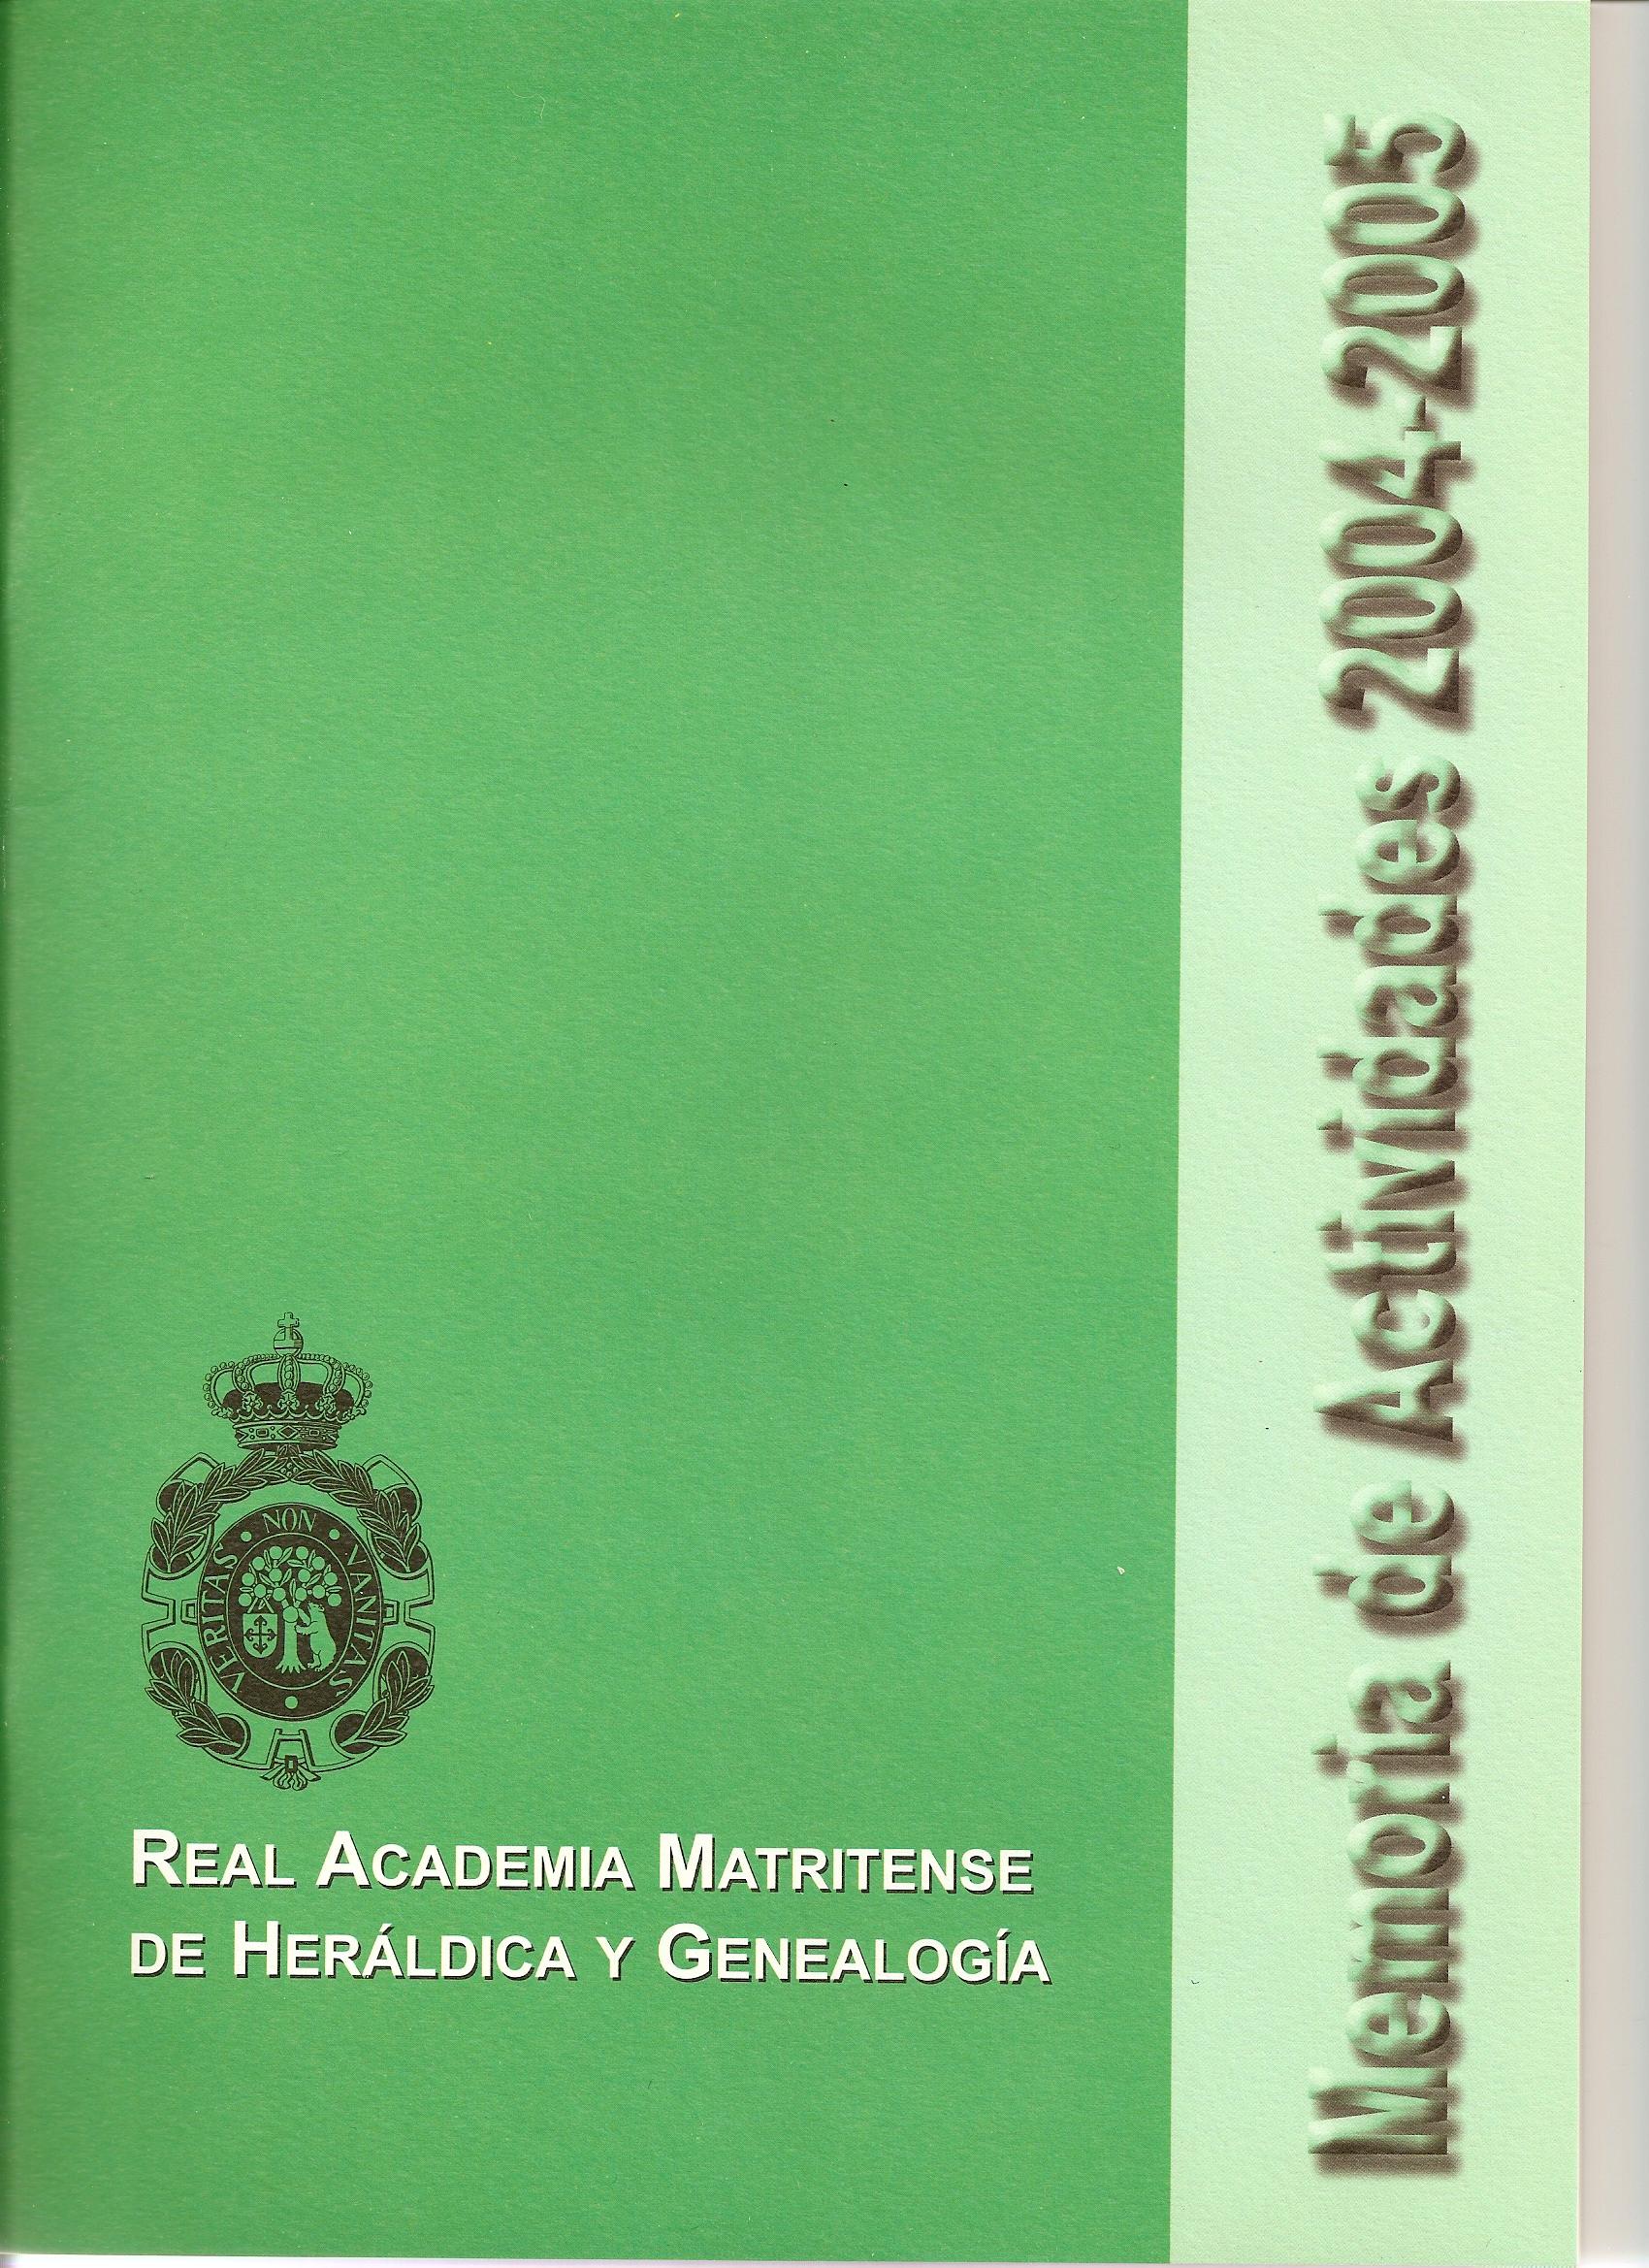 Memoria de Actividades 2004-2005
VERITAS NON VANITAS
REAL ACADEMIA MATRITENSE
DE HERÁLDICA Y GENEALOGÍA